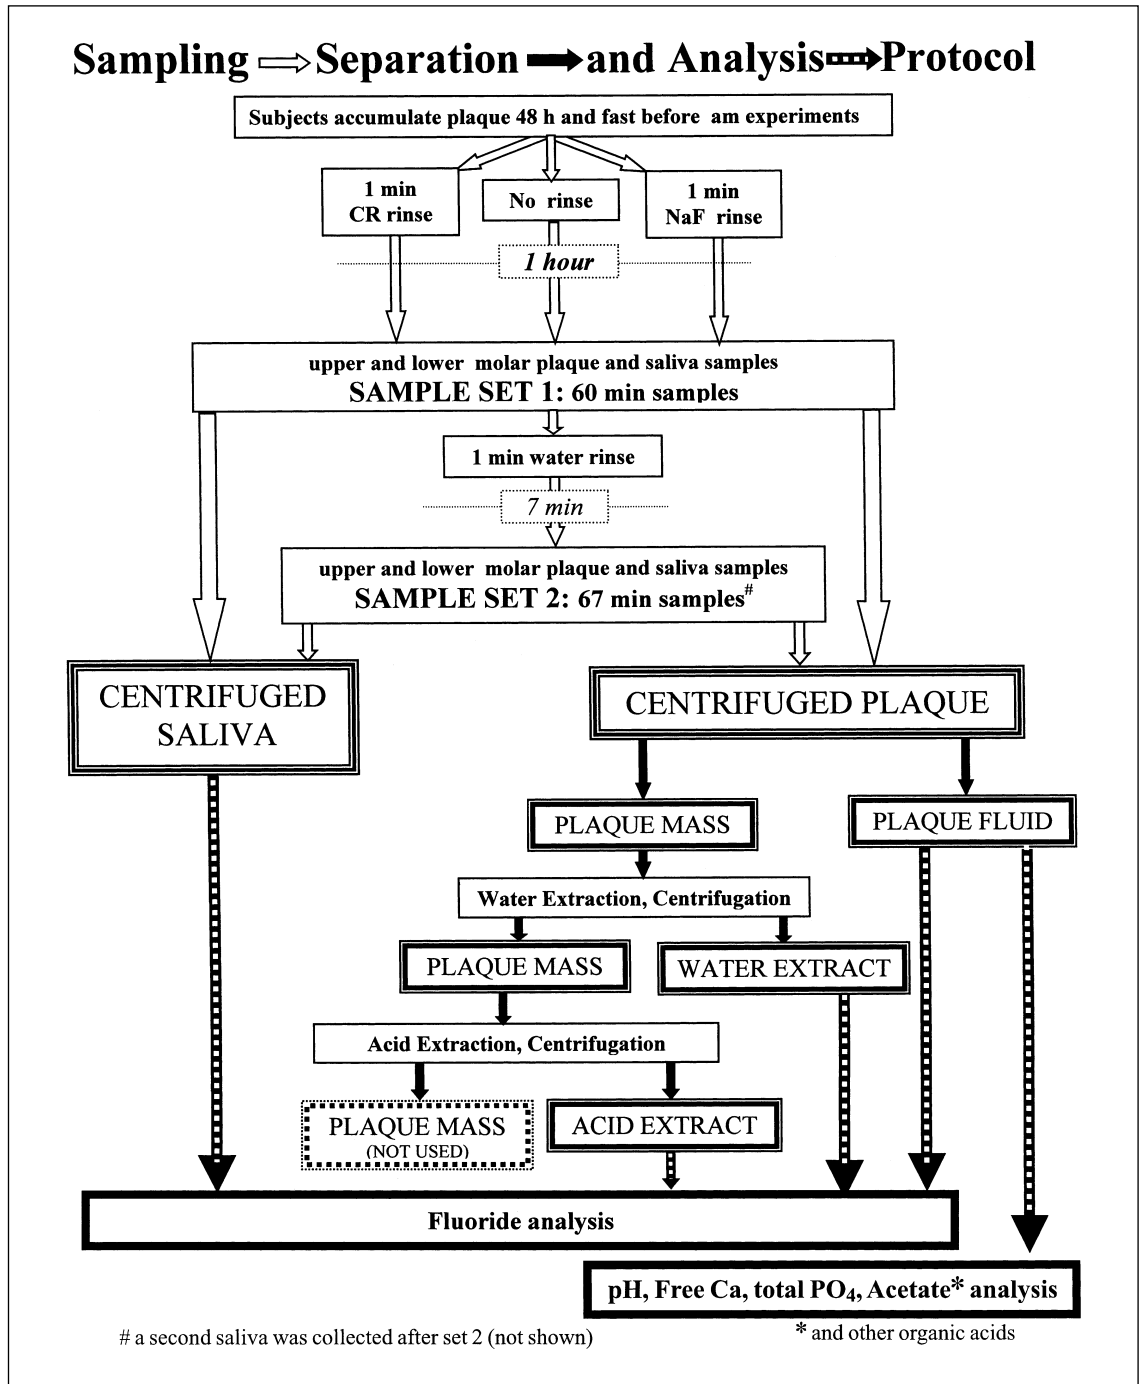 Sampling Separation and Analysis Protocol
Subjects accumulate plaque 48 h and fast before am experiments
1 min
CR rinse
No rinse
1 min
NaF rinse
1 hour
upper and lower molar plaque and saliva samples
SAMPLE SET 1: 60 min samples
1 min water rinse
7 min
upper and lower molar plaque and saliva samples
SAMPLE SET 2: 67 min samples#
CENTRIFUGED
SALIVA
CENTRIFUGED PLAQUE
PLAQUE MASS
PLAQUE FLUID
Water Extraction, Centrifugation
PLAQUE MASS
WATER EXTRACT
Acid Extraction, Centrifugation
PLAQUE MASS
(NOT USED)
ACID EXTRACT
Fluoride analysis
pH, Free Ca, total PO₄, Acetate* analysis
# a second saliva was collected after set 2 (not shown)
* and other organic acids